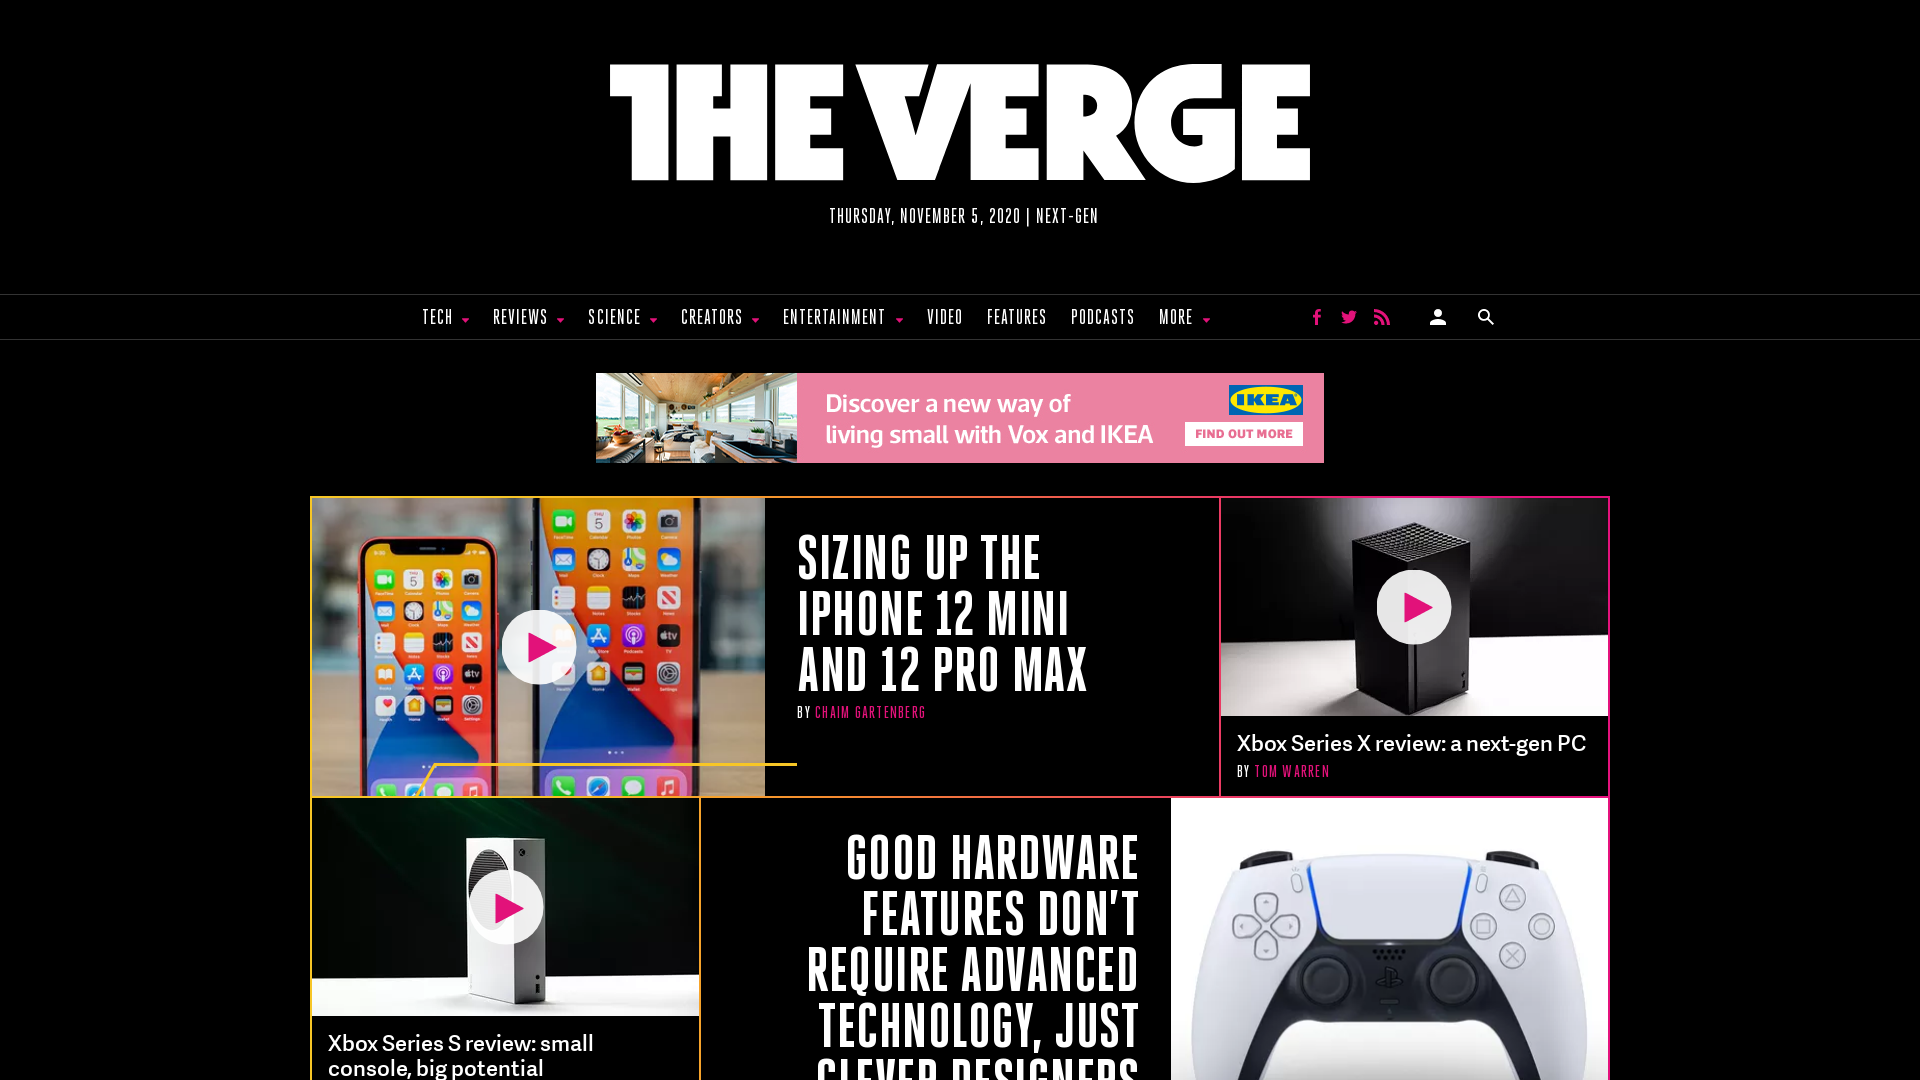 THE VERGE
THURSDAY, NOVEMBER 5, 2020 | NEXT-GEN
TECH REVIEWS SCIENCE CREATORS ENTERTAINMENT VIDEO FEATURES PODCASTS MORE
Discover a new way of
living small with Vox and IKEA
IKEA
FIND OUT MORE
SIZING UP THE
IPHONE 12 MINI
AND 12 PRO MAX
BY CHAIM GARTENBERG
Xbox Series X review: a next-gen PC
BY TOM WARREN
Xbox Series S review: small
console, big potential
GOOD HARDWARE
FEATURES DON'T
REQUIRE ADVANCED
TECHNOLOGY, JUST
CLEVER DESIGNERS